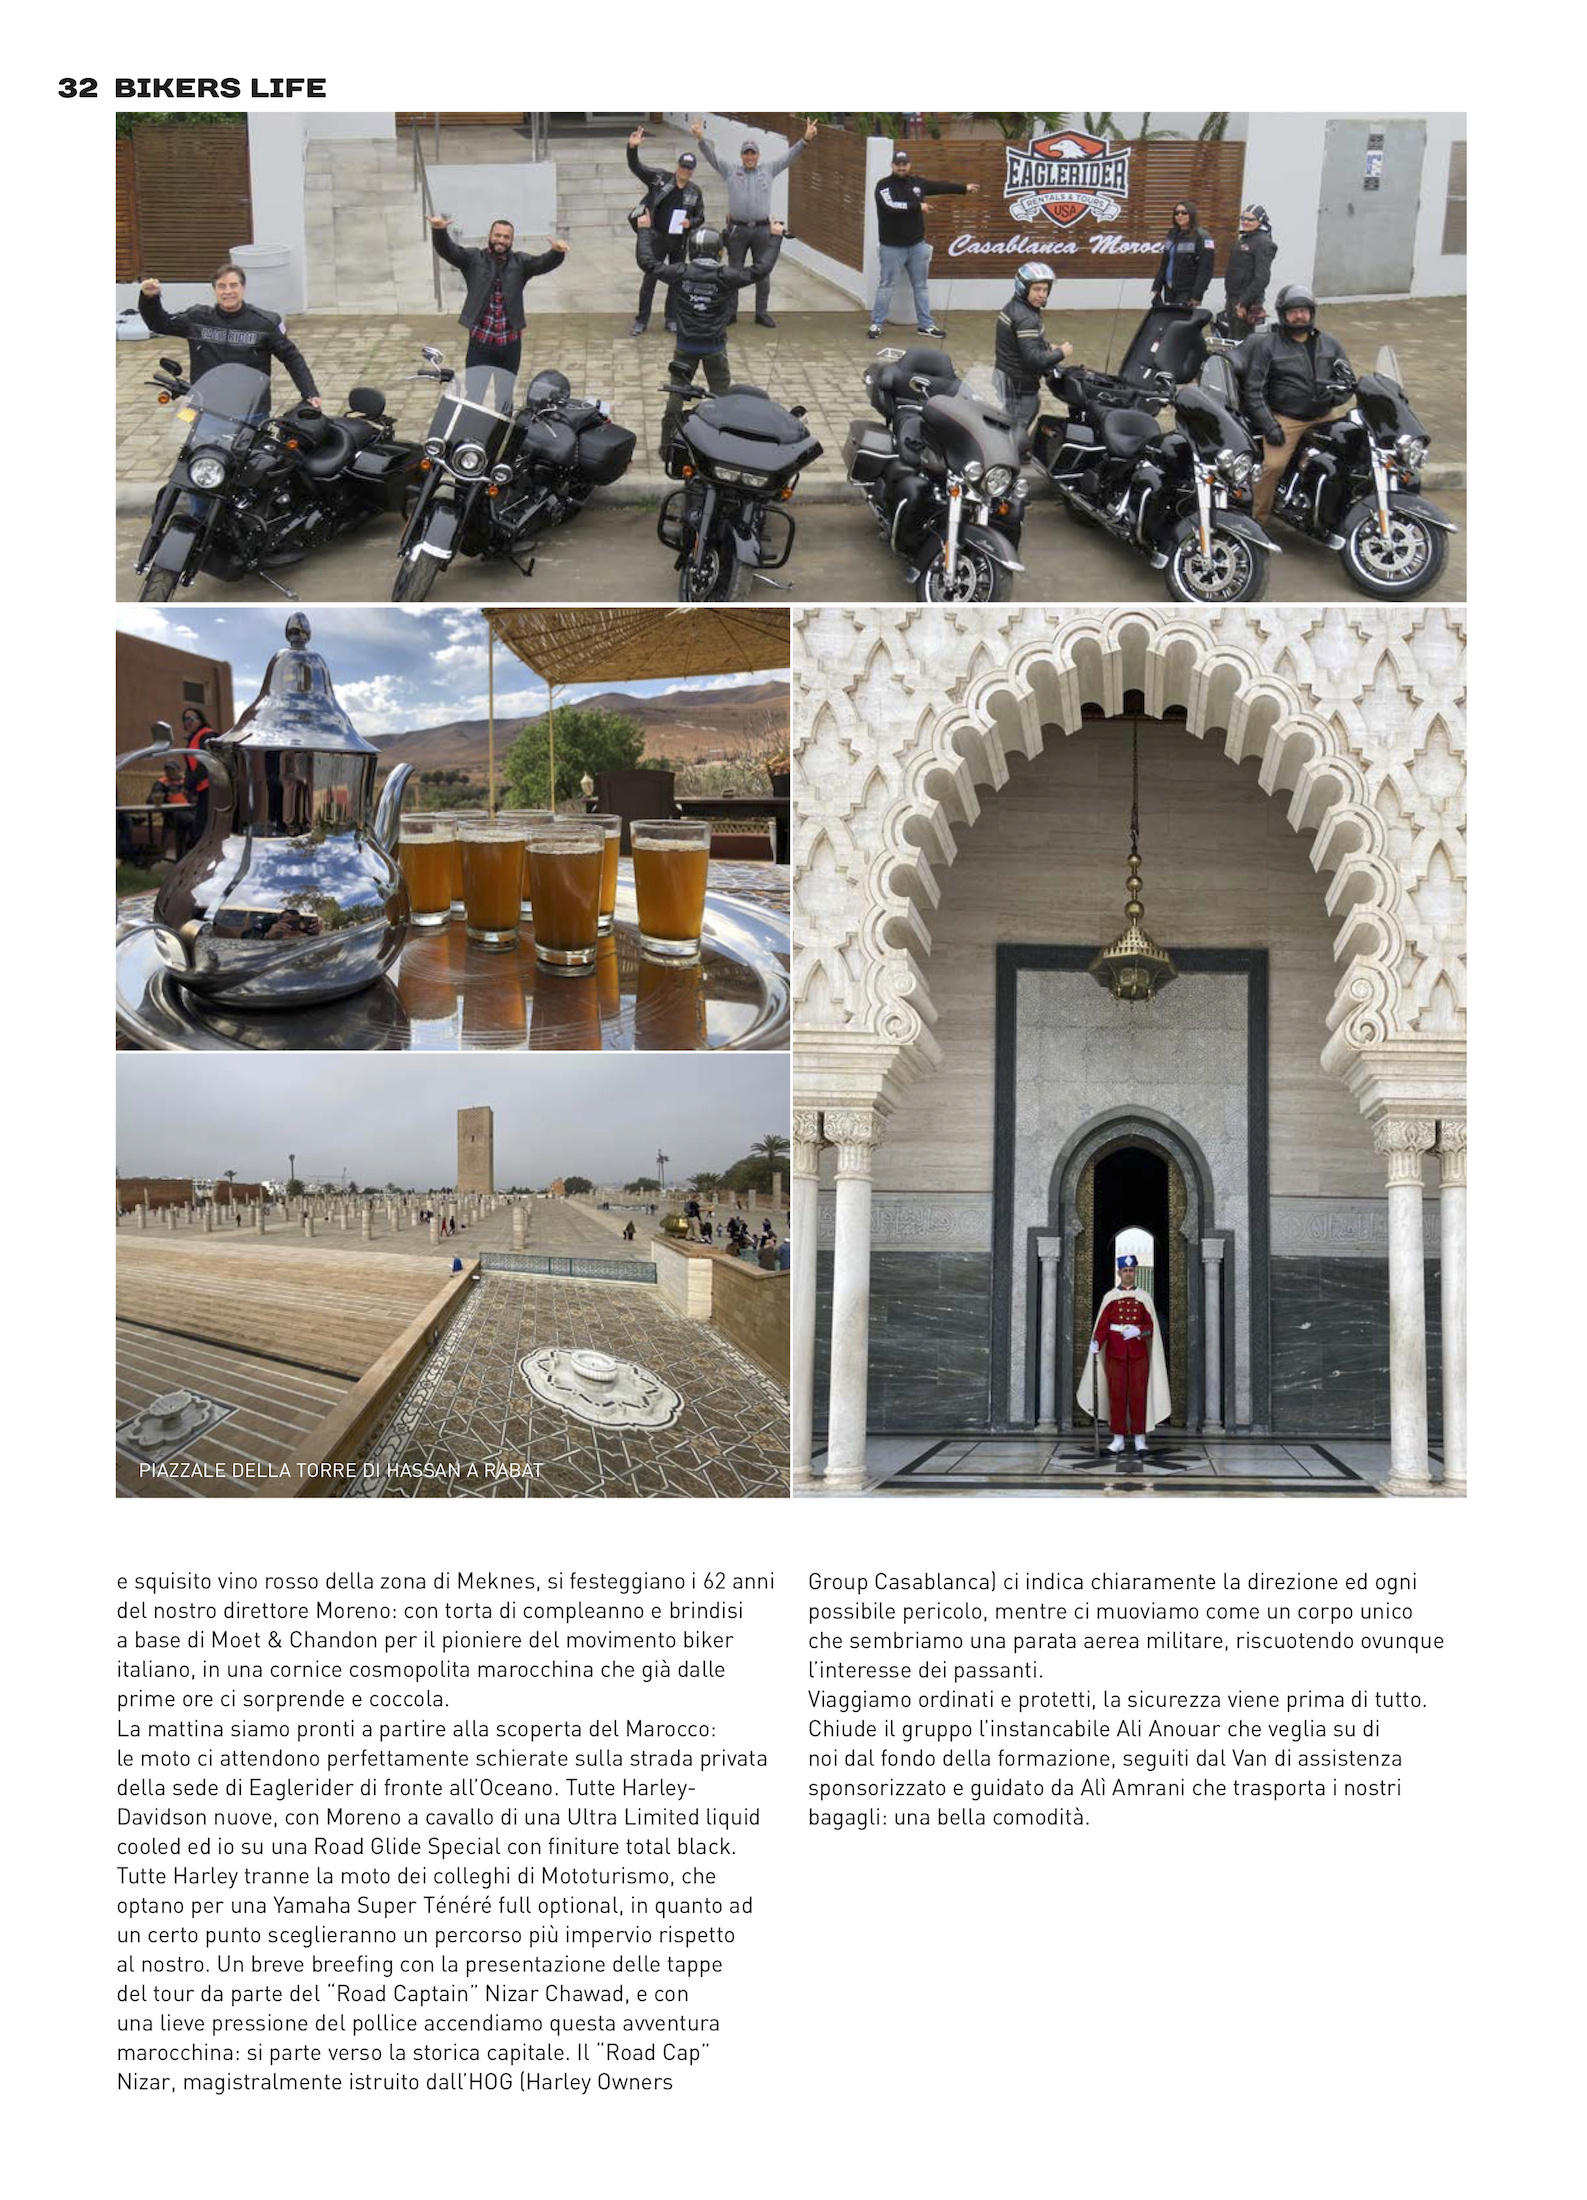 32 BIKERS LIFE
EAGLERIDER
RENTALS & TOURS
USA
Casablanca Moroc
PIAZZALE DELLA TORRE DI HASSAN A RABAT
e squisito vino rosso della zona di Meknes, si festeggiano i 62 anni
del nostro direttore Moreno: con torta di compleanno e brindisi
a base di Moet & Chandon per il pioniere del movimento biker
italiano, in una cornice cosmopolita marocchina che già dalle
prime ore ci sorprende e coccola.
La mattina siamo pronti a partire alla scoperta del Marocco:
le moto ci attendono perfettamente schierate sulla strada privata
della sede di Eaglerider di fronte all'Oceano. Tutte Harley-
Davidson nuove, con Moreno a cavallo di una Ultra Limited liquid
cooled ed io su una Road Glide Special con finiture total black.
Tutte Harley tranne la moto dei colleghi di Mototurismo, che
optano per una Yamaha Super Ténéré full optional, in quanto ad
un certo punto sceglieranno un percorso più impervio rispetto
al nostro. Un breve breefing con la presentazione delle tappe
del tour da parte del “Road Captain” Nizar Chawad, e con
una lieve pressione del pollice accendiamo questa avventura
marocchina: si parte verso la storica capitale. Il “Road Cap”
Nizar, magistralmente istruito dall'HOG (Harley Owners
Group Casablanca) ci indica chiaramente la direzione ed ogni
possibile pericolo, mentre ci muoviamo come un corpo unico
che sembriamo una parata aerea militare, riscuotendo ovunque
l'interesse dei passanti.
Viaggiamo ordinati e protetti, la sicurezza viene prima di tutto.
Chiude il gruppo l'instancabile Ali Anouar che veglia su di
noi dal fondo della formazione, seguiti dal Van di assistenza
sponsorizzato e guidato da Alì Amrani che trasporta i nostri
bagagli: una bella comodità.